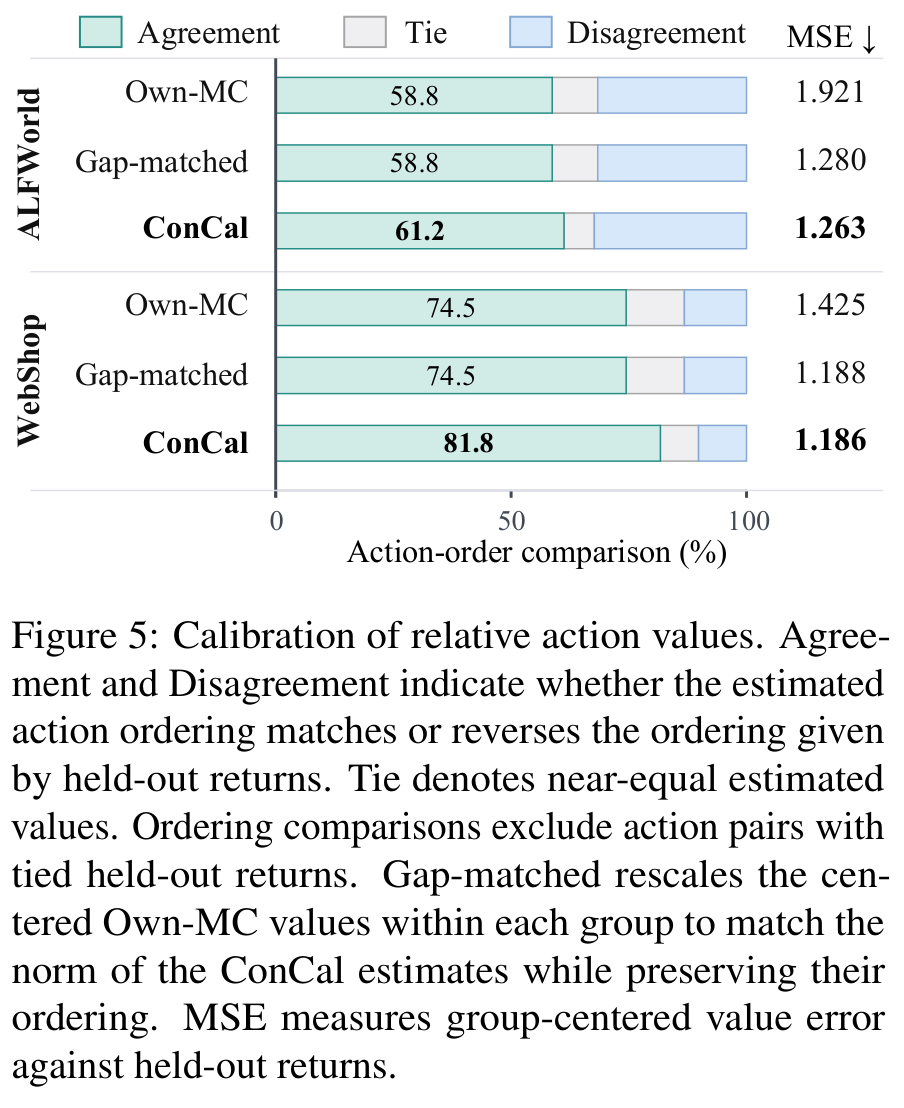 Agreement Tie Disagreement MSE ↓
ALFWorld
Own-MC 58.8 1.921
Gap-matched 58.8 1.280
ConCal 61.2 1.263
WebShop
Own-MC 74.5 1.425
Gap-matched 74.5 1.188
ConCal 81.8 1.186
0 50 100
Action-order comparison (%)
Figure 5: Calibration of relative action values. Agree-
ment and Disagreement indicate whether the estimated
action ordering matches or reverses the ordering given
by held-out returns. Tie denotes near-equal estimated
values. Ordering comparisons exclude action pairs with
tied held-out returns. Gap-matched rescales the cen-
tered Own-MC values within each group to match the
norm of the ConCal estimates while preserving their
ordering. MSE measures group-centered value error
against held-out returns.